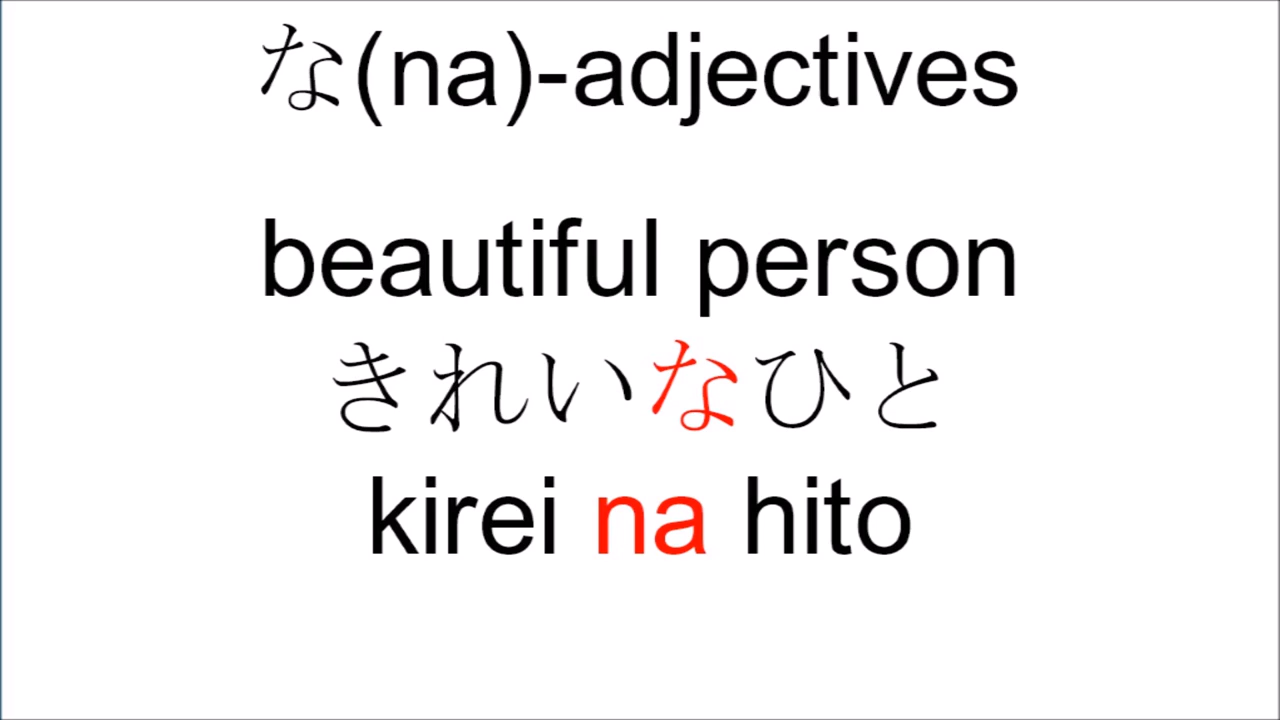 な(na)-adjectives
beautiful person
きれいなひと
kirei na hito